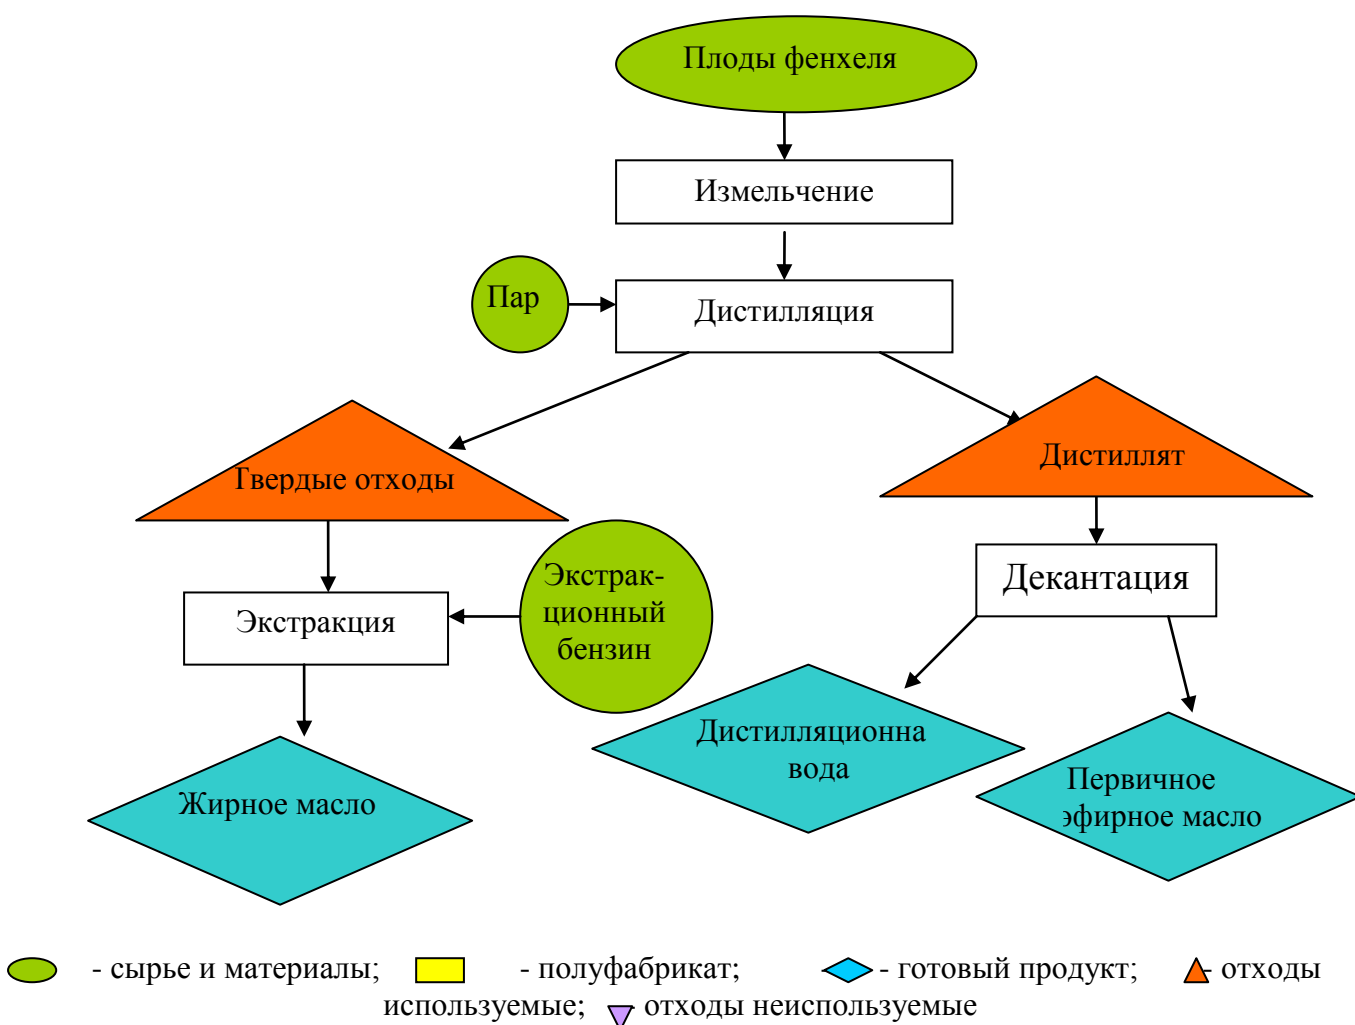 Плоды фенхеля
Измельчение
Пар
Дистилляция
Гвердые отходы
Дистиллят
Экстрак-
ционный
бензин
Декантация
Экстракция
Дистилляционна
вода
Жирное масло
Первичное
эфирное масло
- сырье и материалы; - полуфабрикат; - готовый продукт; - отходы
используемые; - отходы неиспользуемые